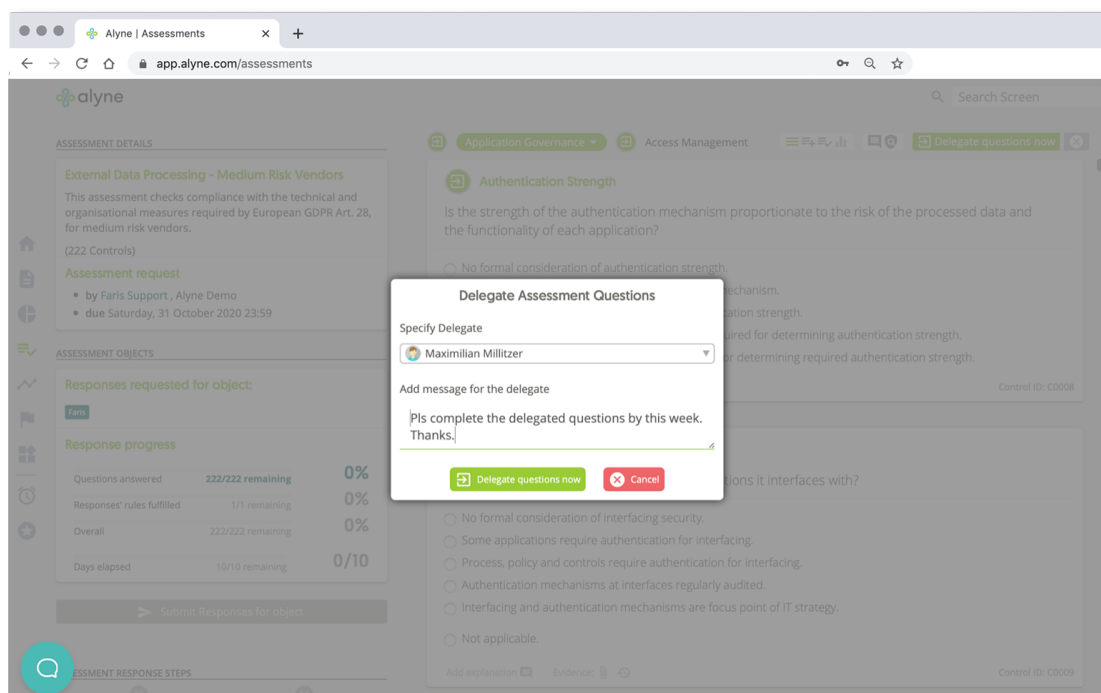 Alyne | Assessments
app.alyne.com/assessments
alyne
Search Screen
ASSESSMENT DETAILS
External Data Processing - Medium Risk Vendors
This assessment checks compliance with the technical and
organisational measures required by European GDPR Art. 28,
for medium risk vendors.
(222 Controls)
Assessment request
by Faris Support , Alyne Demo
due Saturday, 31 October 2020 23:59
ASSESSMENT OBJECTS
Responses requested for object:
Faris
Response progress
Questions answered 222/222 remaining 0%
Responses' rules fulfilled 1/1 remaining 0%
Overall 222/222 remaining 0%
Days elapsed 10/10 remaining 0/10
Submit Responses for object
ASSESSMENT RESPONSE STEPS
Application Governance
Access Management
Delegate questions now
Authentication Strength
Is the strength of the authentication mechanism proportionate to the risk of the processed data and
the functionality of each application?
No formal consideration of authentication strength.
mechanism.
strength.
for determining authentication strength.
or determining required authentication strength.
Control ID: C0008
Delegate Assessment Questions
Specify Delegate
Maximilian Millitzer
Add message for the delegate
Pls complete the delegated questions by this week.
Thanks.
Delegate questions now
Cancel
it interfaces with?
No formal consideration of interfacing security.
Some applications require authentication for interfacing.
Process, policy and controls require authentication for interfacing.
Authentication mechanisms at interfaces regularly audited.
Interfacing and authentication mechanisms are focus point of IT strategy.
Not applicable.
Add explanation
Evidence:
Control ID: C0009